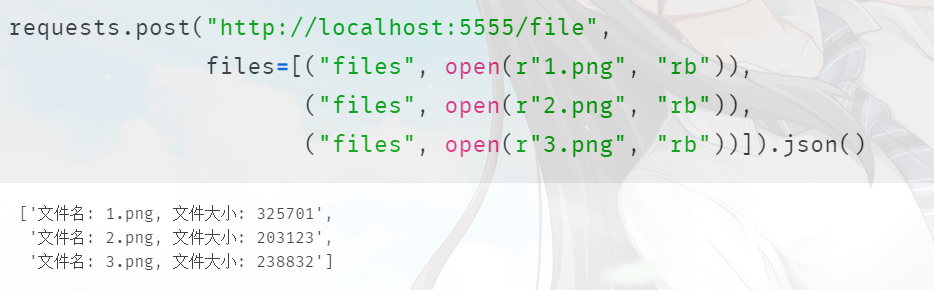 requests.post("http://localhost:5555/file",
files=[("files", open(r"1.png", "rb")),
("files", open(r"2.png", "rb")),
("files", open(r"3.png", "rb"))]).json()
['文件名: 1.png, 文件大小: 325701',
'文件名: 2.png, 文件大小: 203123',
'文件名: 3.png, 文件大小: 238832']